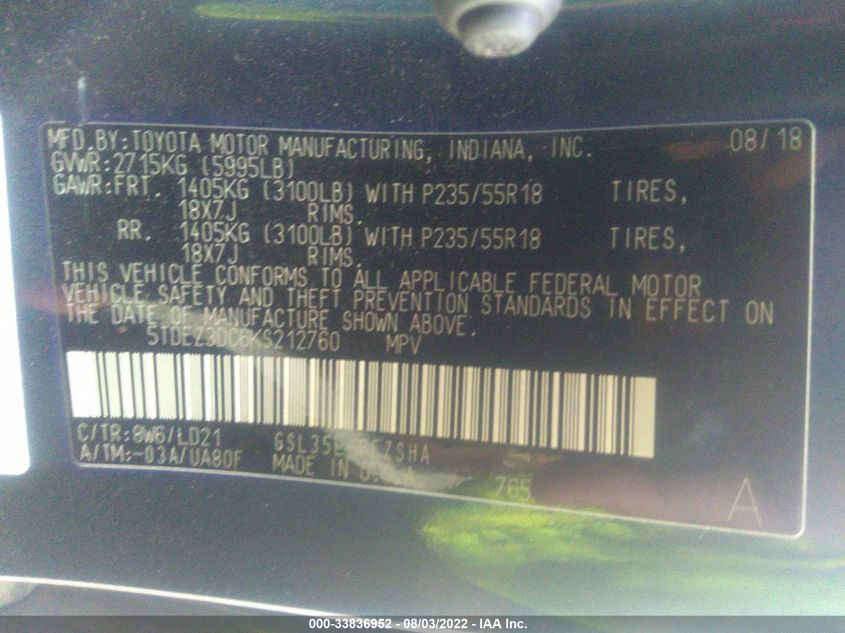 MFD.BY:TOYOTA MOTOR MANUFACTURING, INDIANA, INC. 08/18
GVWR:2715KG (5995LB)
GAWR:FRT. 1405KG (3100LB) WITH P235/55R18 TIRES,
18X7J RIMS.
RR. 1405KG (3100LB) WITH P235/55R18 TIRES,
18X7J RIMS.
THIS VEHICLE CONFORMS TO ALL APPLICABLE FEDERAL MOTOR
VEHICLE SAFETY AND THEFT PREVENTION STANDARDS IN EFFECT ON
THE DATE OF MANUFACTURE SHOWN ABOVE.
5TDEZ3DC6KS212760 MPV
C/TR:8W6/LD21
A/TM:-03A/UA80F MADE IN U.S.A
765 A
000-33836952 - 08/03/2022 - IAA Inc.